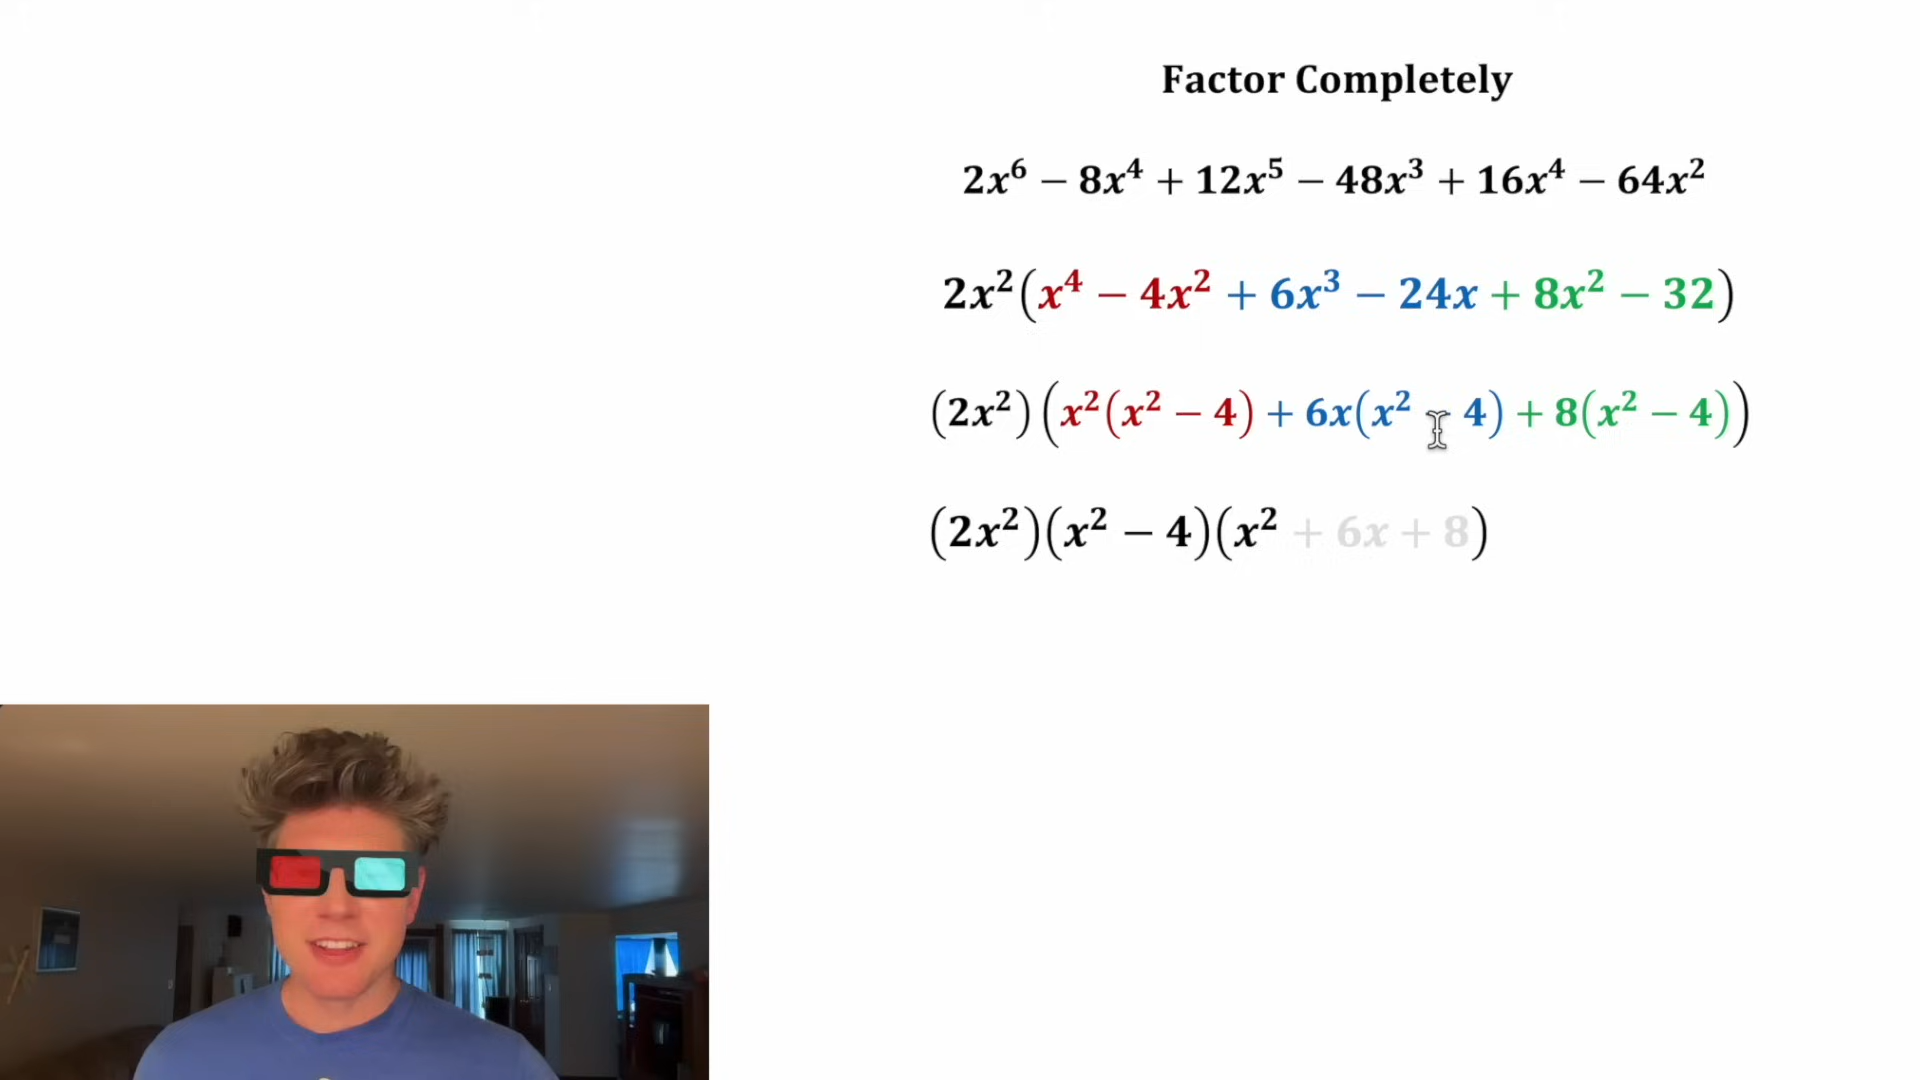 Factor Completely
2x⁶ − 8x⁴ + 12x⁵ − 48x³ + 16x⁴ − 64x²
2x²(x⁴ − 4x² + 6x³ − 24x + 8x² − 32)
(2x²)(x²(x² − 4) + 6x(x² − 4) + 8(x² − 4))
(2x²)(x² − 4)(x² + 6x + 8)